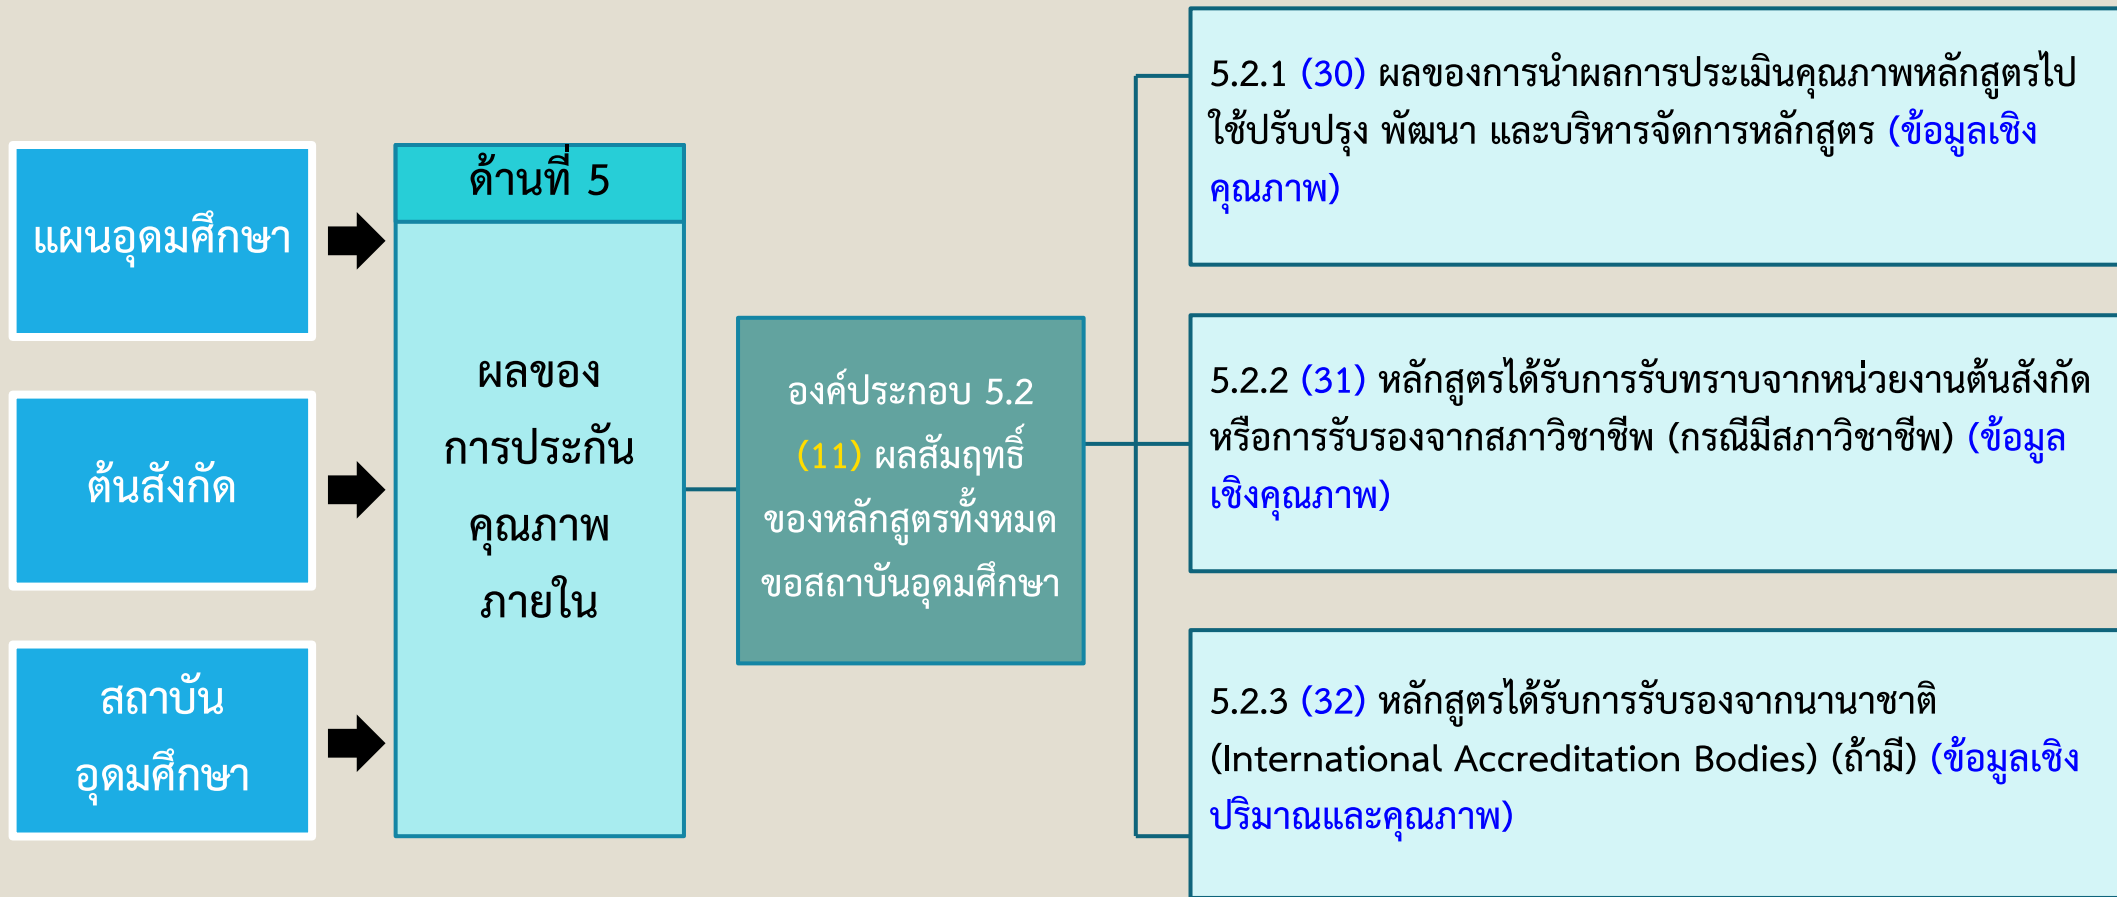 แผนอุดมศึกษา
ต้นสังกัด
สถาบัน
อุดมศึกษา
ด้านที่ 5
ผลของ
การประกัน
คุณภาพ
ภายใน
องค์ประกอบ 5.2
(11) ผลสัมฤทธิ์
ของหลักสูตรทั้งหมด
ขอสถาบันอุดมศึกษา
5.2.1 (30) ผลของการนำผลการประเมินคุณภาพหลักสูตรไป
ใช้ปรับปรุง พัฒนา และบริหารจัดการหลักสูตร (ข้อมูลเชิง
คุณภาพ)
5.2.2 (31) หลักสูตรได้รับการรับทราบจากหน่วยงานต้นสังกัด
หรือการรับรองจากสภาวิชาชีพ (กรณีมีสภาวิชาชีพ) (ข้อมูล
เชิงคุณภาพ)
5.2.3 (32) หลักสูตรได้รับการรับรองจากนานาชาติ
(International Accreditation Bodies) (ถ้ามี) (ข้อมูลเชิง
ปริมาณและคุณภาพ)